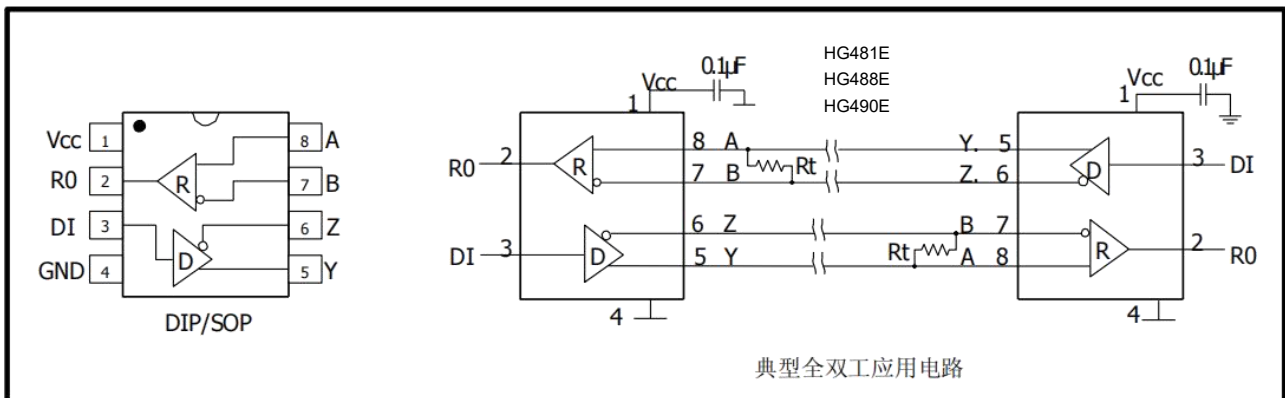 Vcc 1 8 A
R0 2 R 7 B
DI 3 6 Z
GND 4 D 5 Y
DIP/SOP
HG481E
HG488E
HG490E
Vcc 0.1μF
1
R0 2 R 8 A Rt
7 B
DI 3 D 6 Z
5 Y
4
Vcc 0.1μF
1
Y. 5 D 3 DI
Z. 6
B 7 R 2 R0
Rt A 8
4
典型全双工应用电路